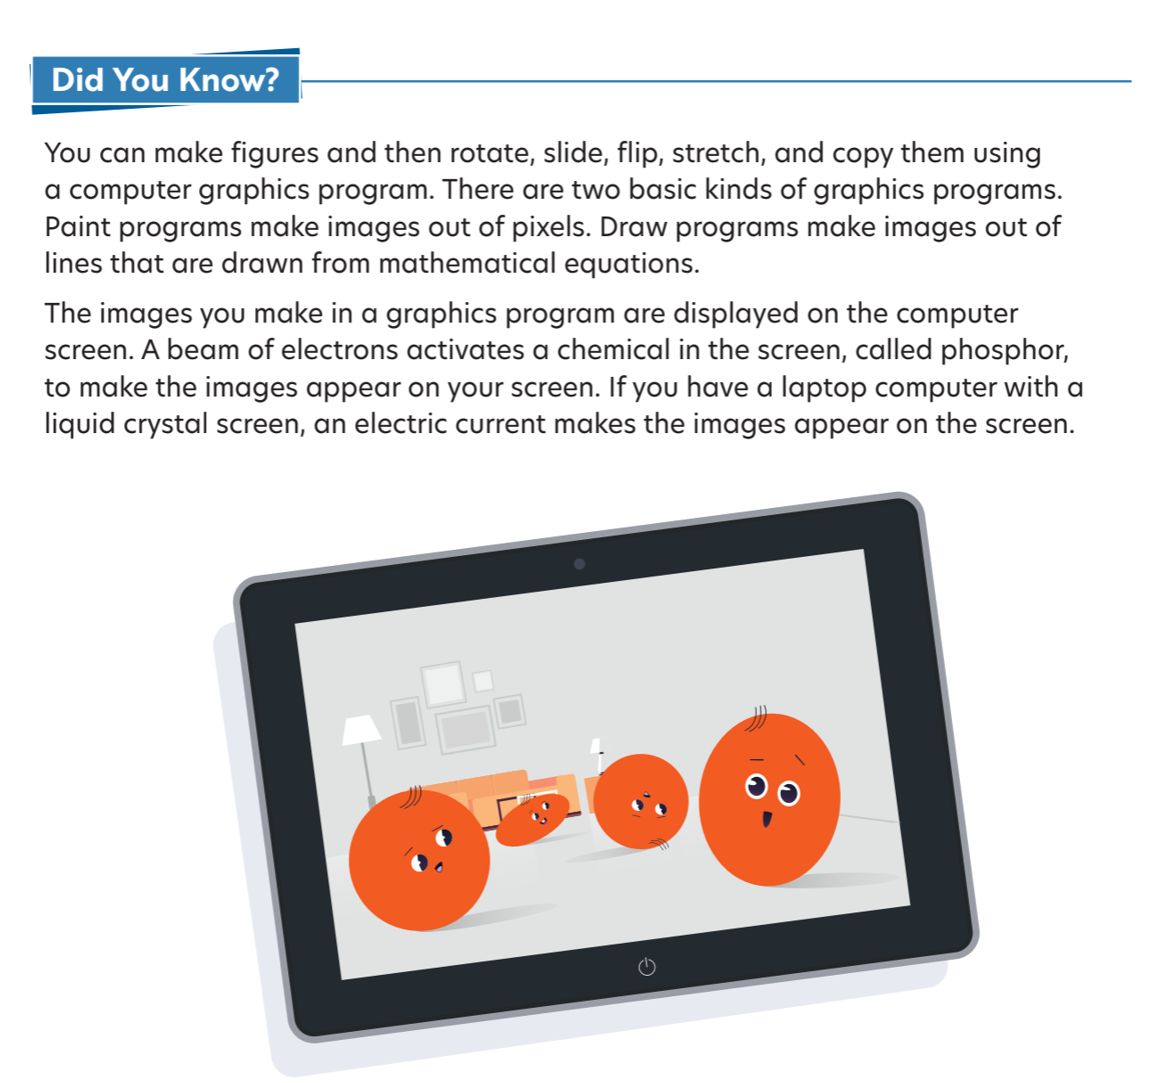 Did You Know?
You can make figures and then rotate, slide, flip, stretch, and copy them using
a computer graphics program. There are two basic kinds of graphics programs.
Paint programs make images out of pixels. Draw programs make images out of
lines that are drawn from mathematical equations.
The images you make in a graphics program are displayed on the computer
screen. A beam of electrons activates a chemical in the screen, called phosphor,
to make the images appear on your screen. If you have a laptop computer with a
liquid crystal screen, an electric current makes the images appear on the screen.